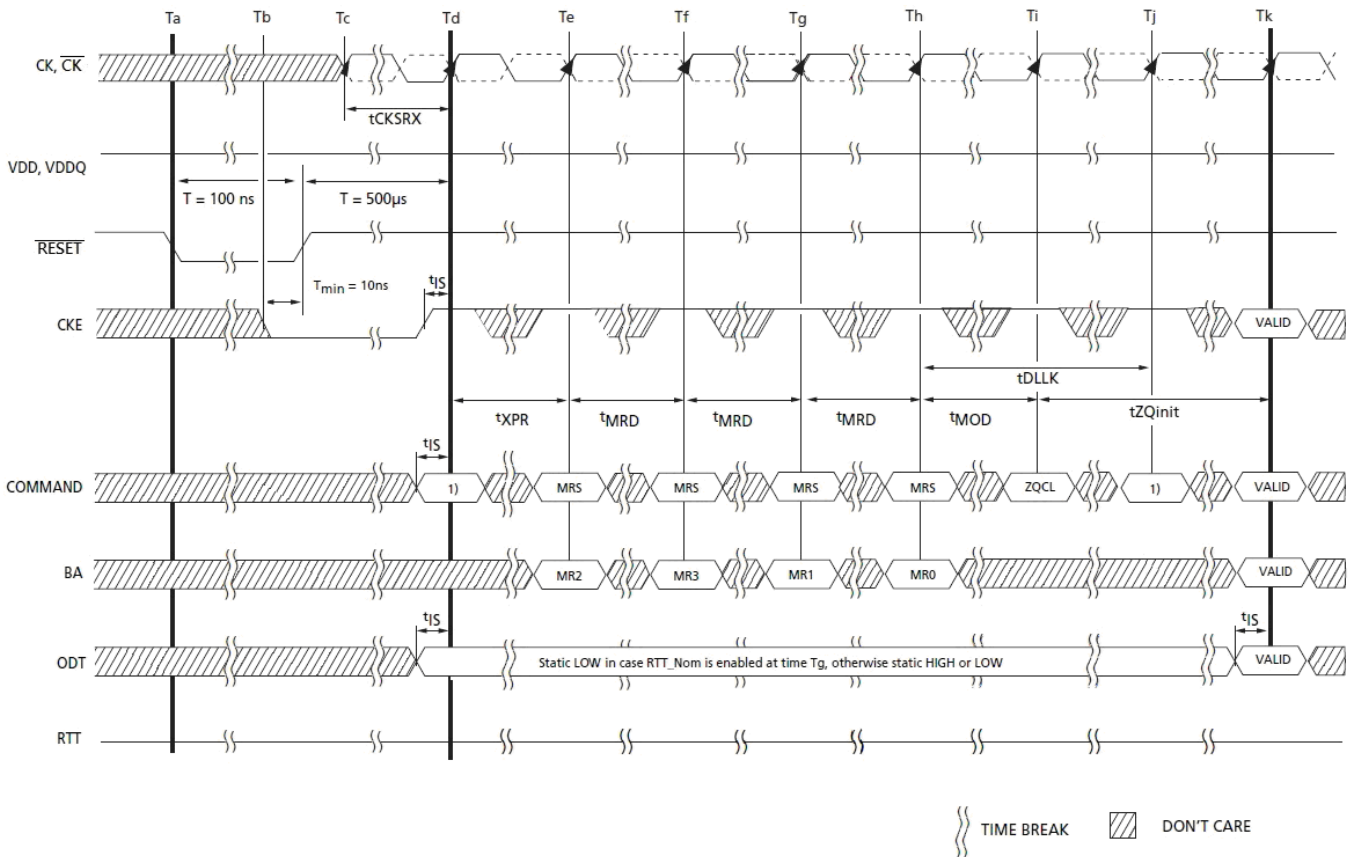 Ta Tb Tc Td Te Tf Tg Th Ti Tj Tk
CK, CK
tCKSRX
VDD, VDDQ
T = 100 ns T = 500μs
RESET
Tmin = 10ns tIS
CKE VALID
tDLLK
tXPR tMRD tMRD tMRD tMOD tZQinit
tIS
COMMAND 1) MRS MRS MRS MRS ZQCL 1) VALID
BA MR2 MR3 MR1 MR0 VALID
tIS tIS
ODT Static LOW in case RTT_Nom is enabled at time Tg, otherwise static HIGH or LOW VALID
RTT
TIME BREAK DON'T CARE